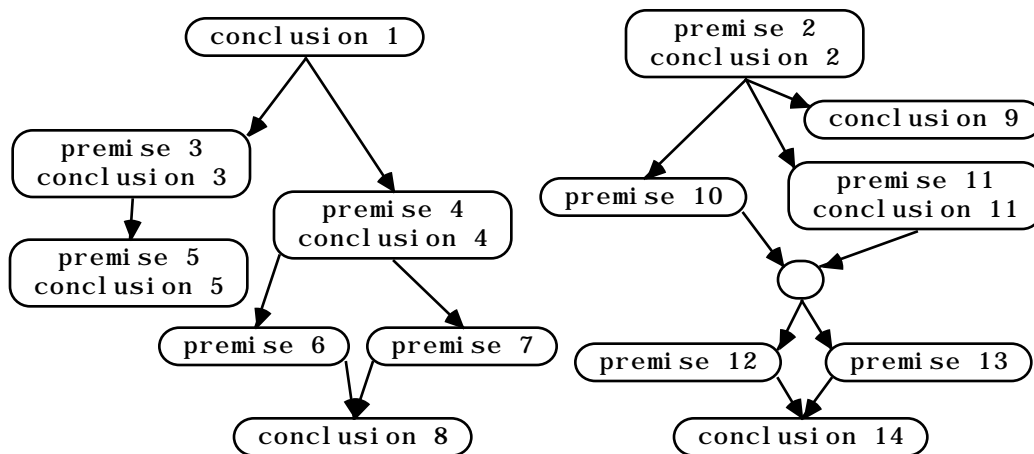 conclusion 1
premise 3
conclusion 3
premise 4
conclusion 4
premise 5
conclusion 5
premise 6
premise 7
conclusion 8
premise 2
conclusion 2
conclusion 9
premise 10
premise 11
conclusion 11
premise 12
premise 13
conclusion 14